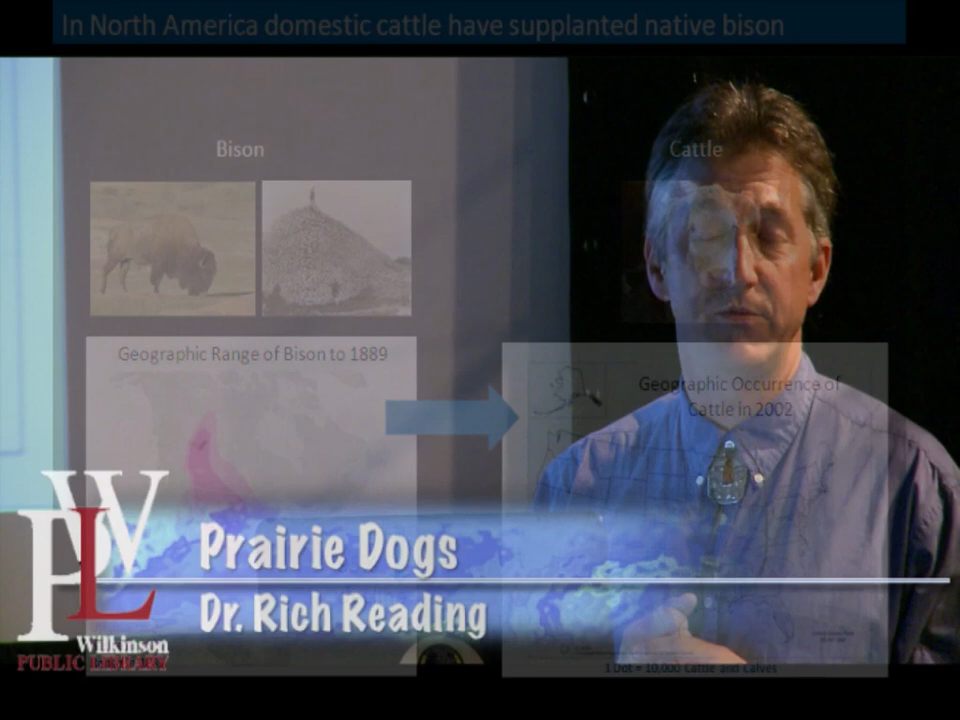 In North America domestic cattle have supplanted native bison
Bison
Cattle
Geographic Range of Bison to 1889
Geographic Occurrence of
Cattle in 2002
WPL
Prairie Dogs
Dr. Rich Reading
Wilkinson
PUBLIC LIBRARY
1 Dot = 10,000 Cattle and Calves